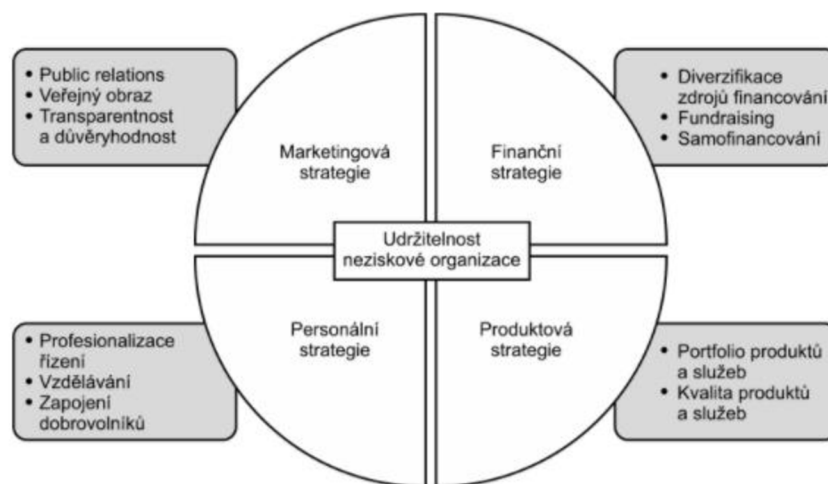 • Public relations
• Veřejný obraz
• Transparentnost
a důvěryhodnost
• Diverzifikace
zdrojů financování
• Fundraising
• Samofinancování
Marketingová
strategie
Finanční
strategie
Udržitelnost
neziskové organizace
Personální
strategie
Produktová
strategie
• Profesionalizace
řízení
• Vzdělávání
• Zapojení
dobrovolníků
• Portfolio produktů
a služeb
• Kvalita produktů
a služeb